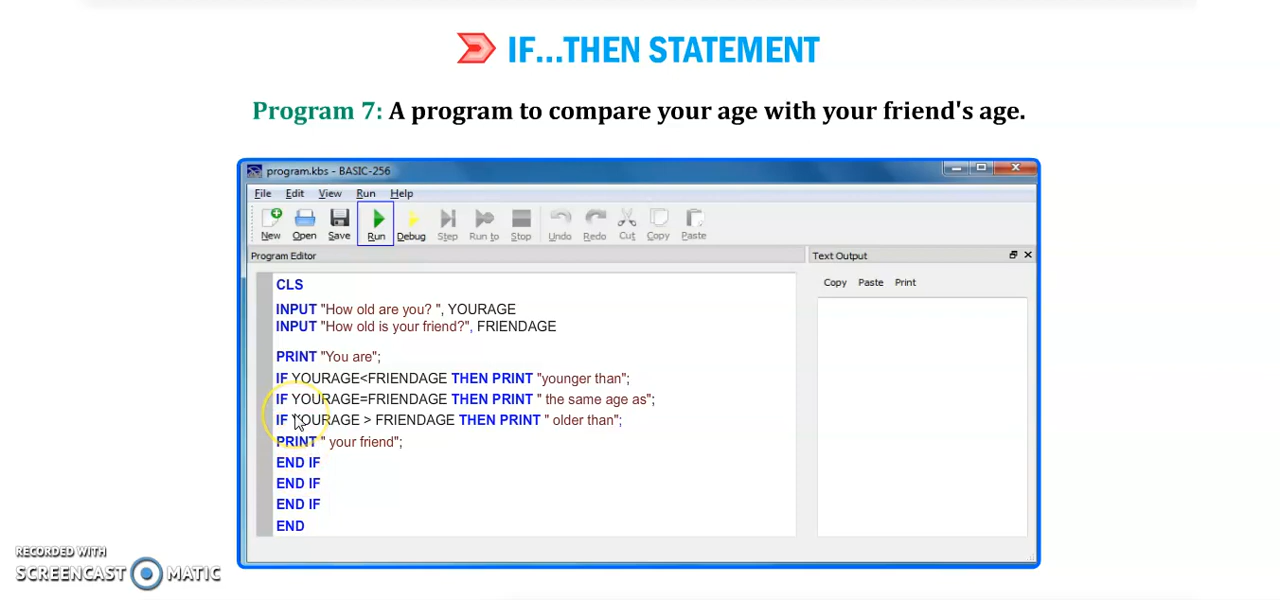 IF...THEN STATEMENT
Program 7: A program to compare your age with your friend's age.
program.kbs - BASIC-256
File Edit View Run Help
New Open Save Run Debug Step Run to Stop Undo Redo Cut Copy Paste
Program Editor
Text Output
Copy Paste Print
CLS
INPUT "How old are you? ", YOURAGE
INPUT "How old is your friend?", FRIENDAGE
PRINT "You are";
IF YOURAGE<FRIENDAGE THEN PRINT "younger than";
IF YOURAGE=FRIENDAGE THEN PRINT " the same age as";
IF YOURAGE > FRIENDAGE THEN PRINT " older than";
PRINT " your friend";
END IF
END IF
END IF
END
RECORDED WITH
SCREENCAST MATIC